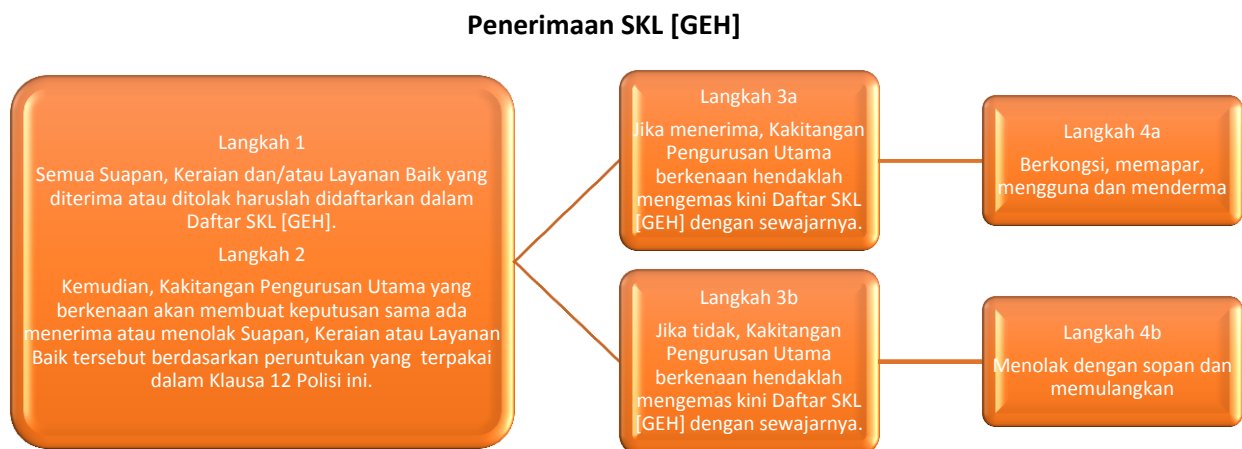 Penerimaan SKL [GEH]
Langkah 1
Semua Suapan, Keraian dan/atau Layanan Baik yang
diterima atau ditolak haruslah didaftarkan dalam
Daftar SKL [GEH].
Langkah 2
Kemudian, Kakitangan Pengurusan Utama yang
berkenaan akan membuat keputusan sama ada
menerima atau menolak Suapan, Keraian atau Layanan
Baik tersebut berdasarkan peruntukan yang terpakai
dalam Klausa 12 Polisi ini.
Langkah 3a
Jika menerima, Kakitangan
Pengurusan Utama
berkenaan hendaklah
mengemas kini Daftar SKL
[GEH] dengan sewajarnya.
Langkah 4a
Berkongsi, memapar,
mengguna dan menderma
Langkah 3b
Jika tidak, Kakitangan
Pengurusan Utama
berkenaan hendaklah
mengemas kini Daftar SKL
[GEH] dengan sewajarnya.
Langkah 4b
Menolak dengan sopan dan
memulangkan